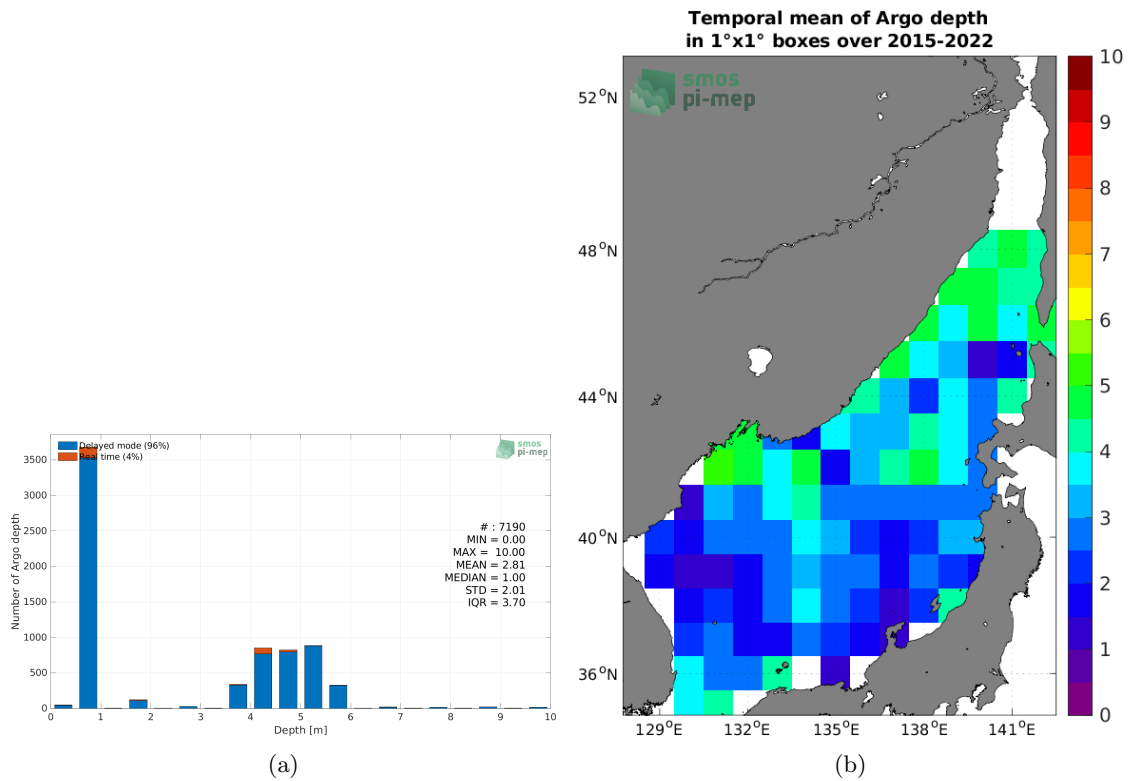 Delayed mode (96%)
Real time (4%)
smos
pi-mep
# : 7190
MIN = 0.00
MAX = 10.00
MEAN = 2.81
MEDIAN = 1.00
STD = 2.01
IQR = 3.70
Number of Argo depth
3500
3000
2500
2000
1500
1000
500
0
0 1 2 3 4 5 6 7 8 9 10
Depth [m]
(a)
Temporal mean of Argo depth
in 1°x1° boxes over 2015-2022
smos
pi-mep
52°N
48°N
44°N
40°N
36°N
129°E 132°E 135°E 138°E 141°E
10
9
8
7
6
5
4
3
2
1
0
(b)